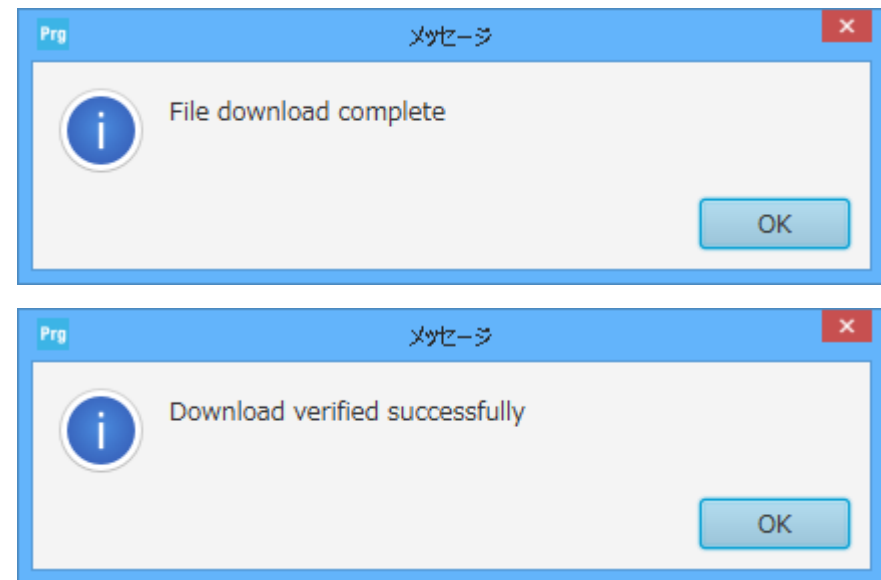 Prg
メッセージ
File download complete
OK
Prg
メッセージ
Download verified successfully
OK